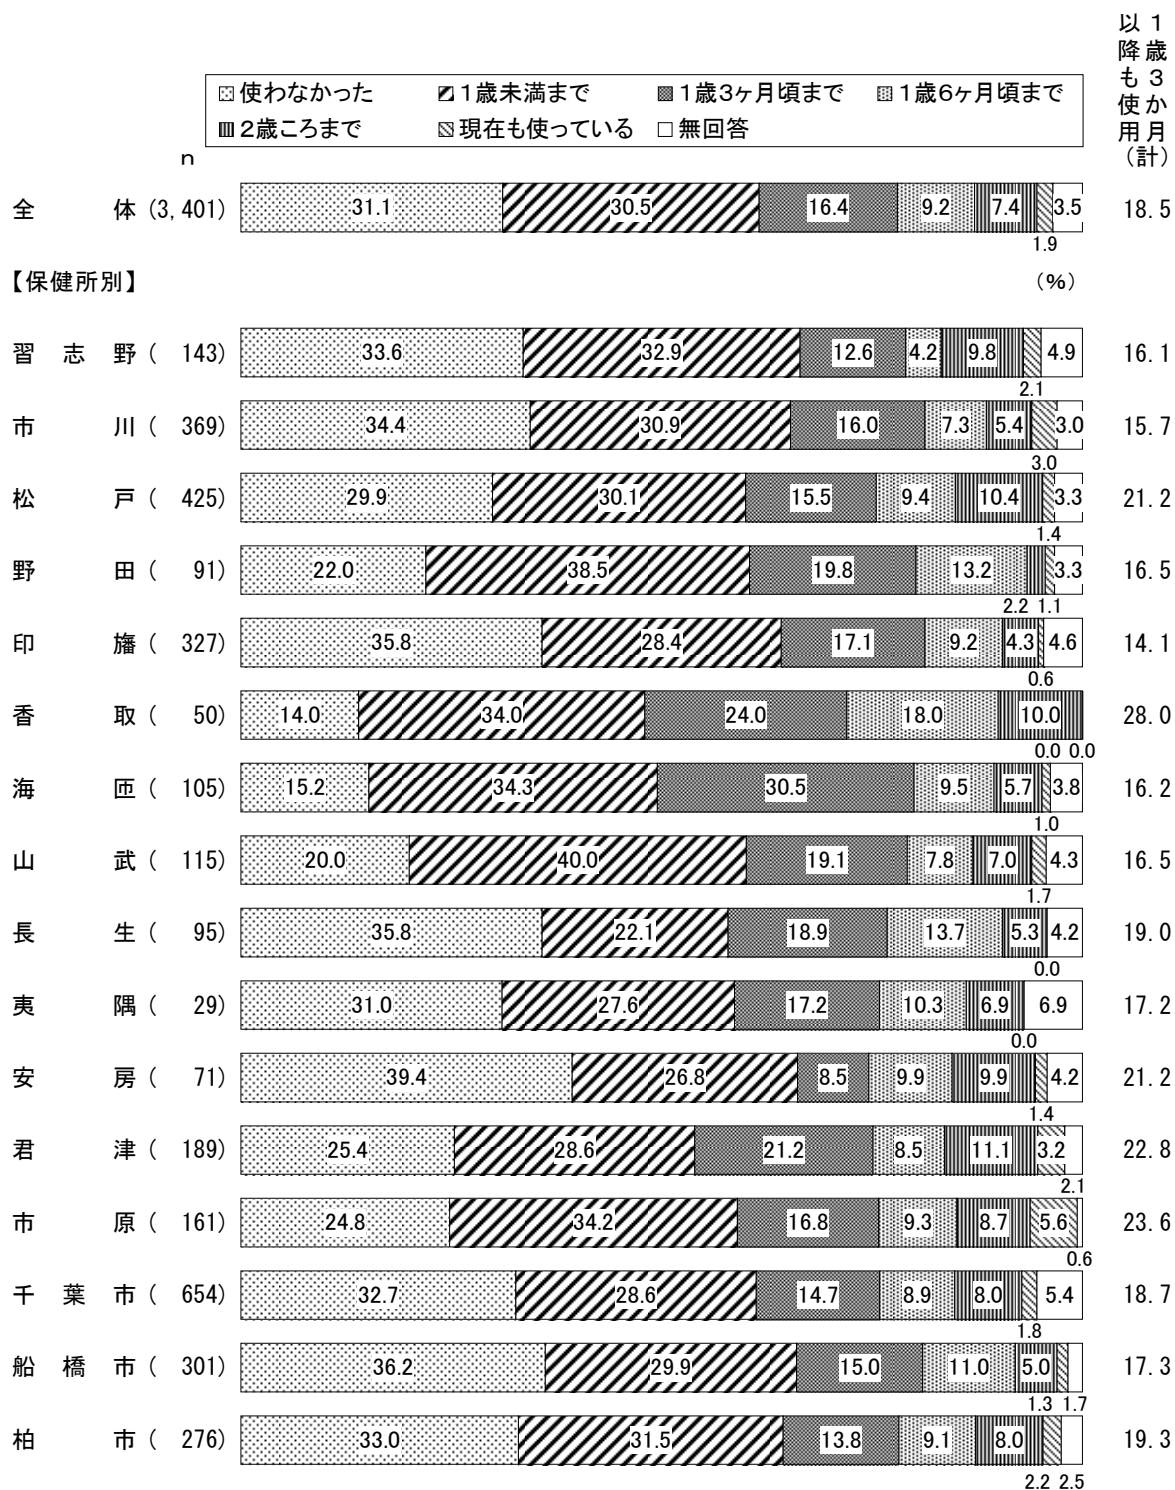 以降も使用(計) 1歳3か月
使わなかった 1歳未満まで 1歳3ヶ月頃まで 1歳6ヶ月頃まで
2歳ころまで 現在も使っている 無回答
n
全体 (3,401) 31.1 30.5 16.4 9.2 7.4 3.5 18.5
1.9
【保健所別】 (%)
習志野 ( 143) 33.6 32.9 12.6 4.2 9.8 4.9 16.1
2.1
市川 ( 369) 34.4 30.9 16.0 7.3 5.4 3.0 15.7
3.0
松戸 ( 425) 29.9 30.1 15.5 9.4 10.4 3.3 21.2
1.4
野田 ( 91) 22.0 38.5 19.8 13.2 3.3 16.5
2.2 1.1
印旛 ( 327) 35.8 28.4 17.1 9.2 4.3 4.6 14.1
0.6
香取 ( 50) 14.0 34.0 24.0 18.0 10.0 28.0
0.0 0.0
海匝 ( 105) 15.2 34.3 30.5 9.5 5.7 3.8 16.2
1.0
山武 ( 115) 20.0 40.0 19.1 7.8 7.0 4.3 16.5
1.7
長生 ( 95) 35.8 22.1 18.9 13.7 5.3 4.2 19.0
0.0
夷隅 ( 29) 31.0 27.6 17.2 10.3 6.9 6.9 17.2
0.0
安房 ( 71) 39.4 26.8 8.5 9.9 9.9 4.2 21.2
1.4
君津 ( 189) 25.4 28.6 21.2 8.5 11.1 3.2 22.8
2.1
市原 ( 161) 24.8 34.2 16.8 9.3 8.7 5.6 23.6
0.6
千葉市 ( 654) 32.7 28.6 14.7 8.9 8.0 5.4 18.7
1.8
船橋市 ( 301) 36.2 29.9 15.0 11.0 5.0 17.3
1.3 1.7
柏市 ( 276) 33.0 31.5 13.8 9.1 8.0 19.3
2.2 2.5